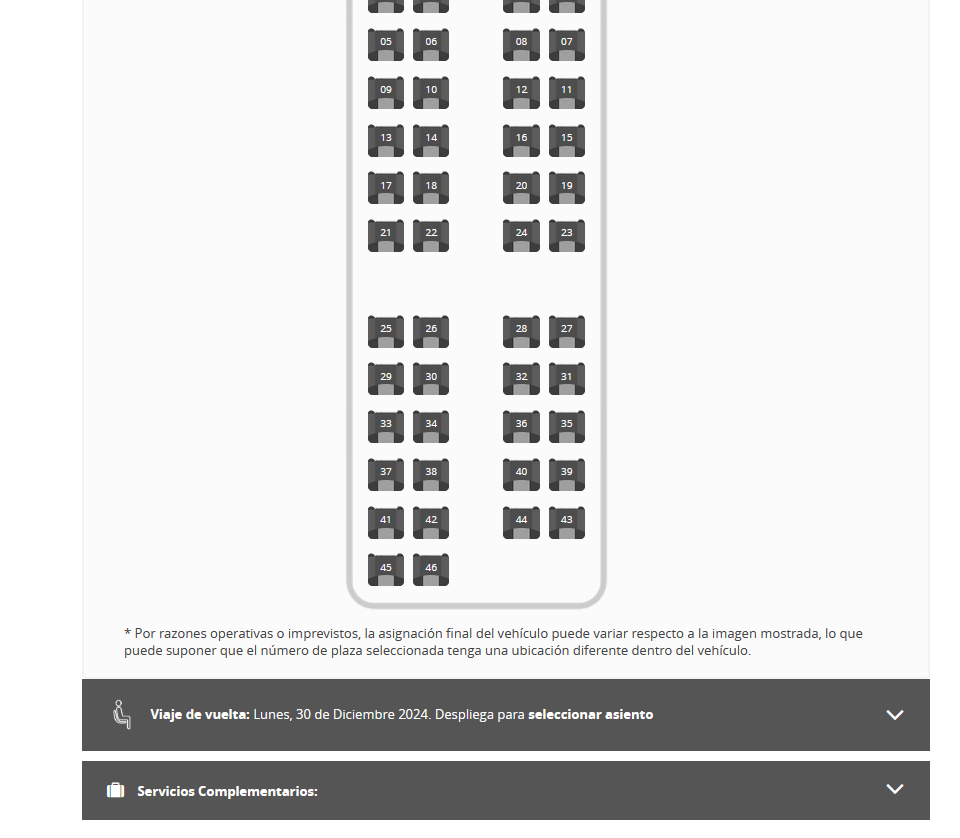 05 06 08 07
09 10 12 11
13 14 16 15
17 18 20 19
21 22 24 23
25 26 28 27
29 30 32 31
33 34 36 35
37 38 40 39
41 42 44 43
45 46
* Por razones operativas o imprevistos, la asignación final del vehículo puede variar respecto a la imagen mostrada, lo que
puede suponer que el número de plaza seleccionada tenga una ubicación diferente dentro del vehículo.
Viaje de vuelta: Lunes, 30 de Diciembre 2024. Despliega para seleccionar asiento
Servicios Complementarios: